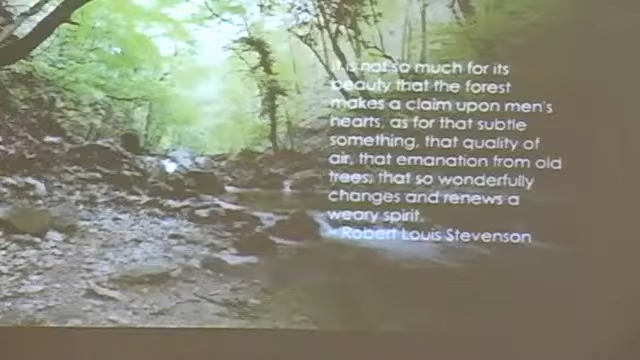 It is not so much for its
beauty that the forest
makes a claim upon men's
hearts, as for that subtle
something, that quality of
air, that emanation from old
trees, that so wonderfully
changes and renews a
weary spirit.
- Robert Louis Stevenson